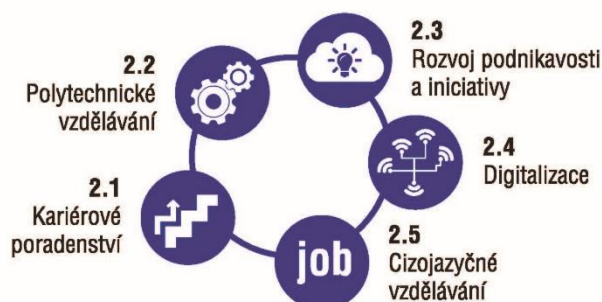 2.3
Rozvoj podnikavosti
a iniciativy
2.2
Polytechnické
vzdělávání
2.4
Digitalizace
2.1
Kariérové
poradenství
job
2.5
Cizojazyčné
vzdělávání